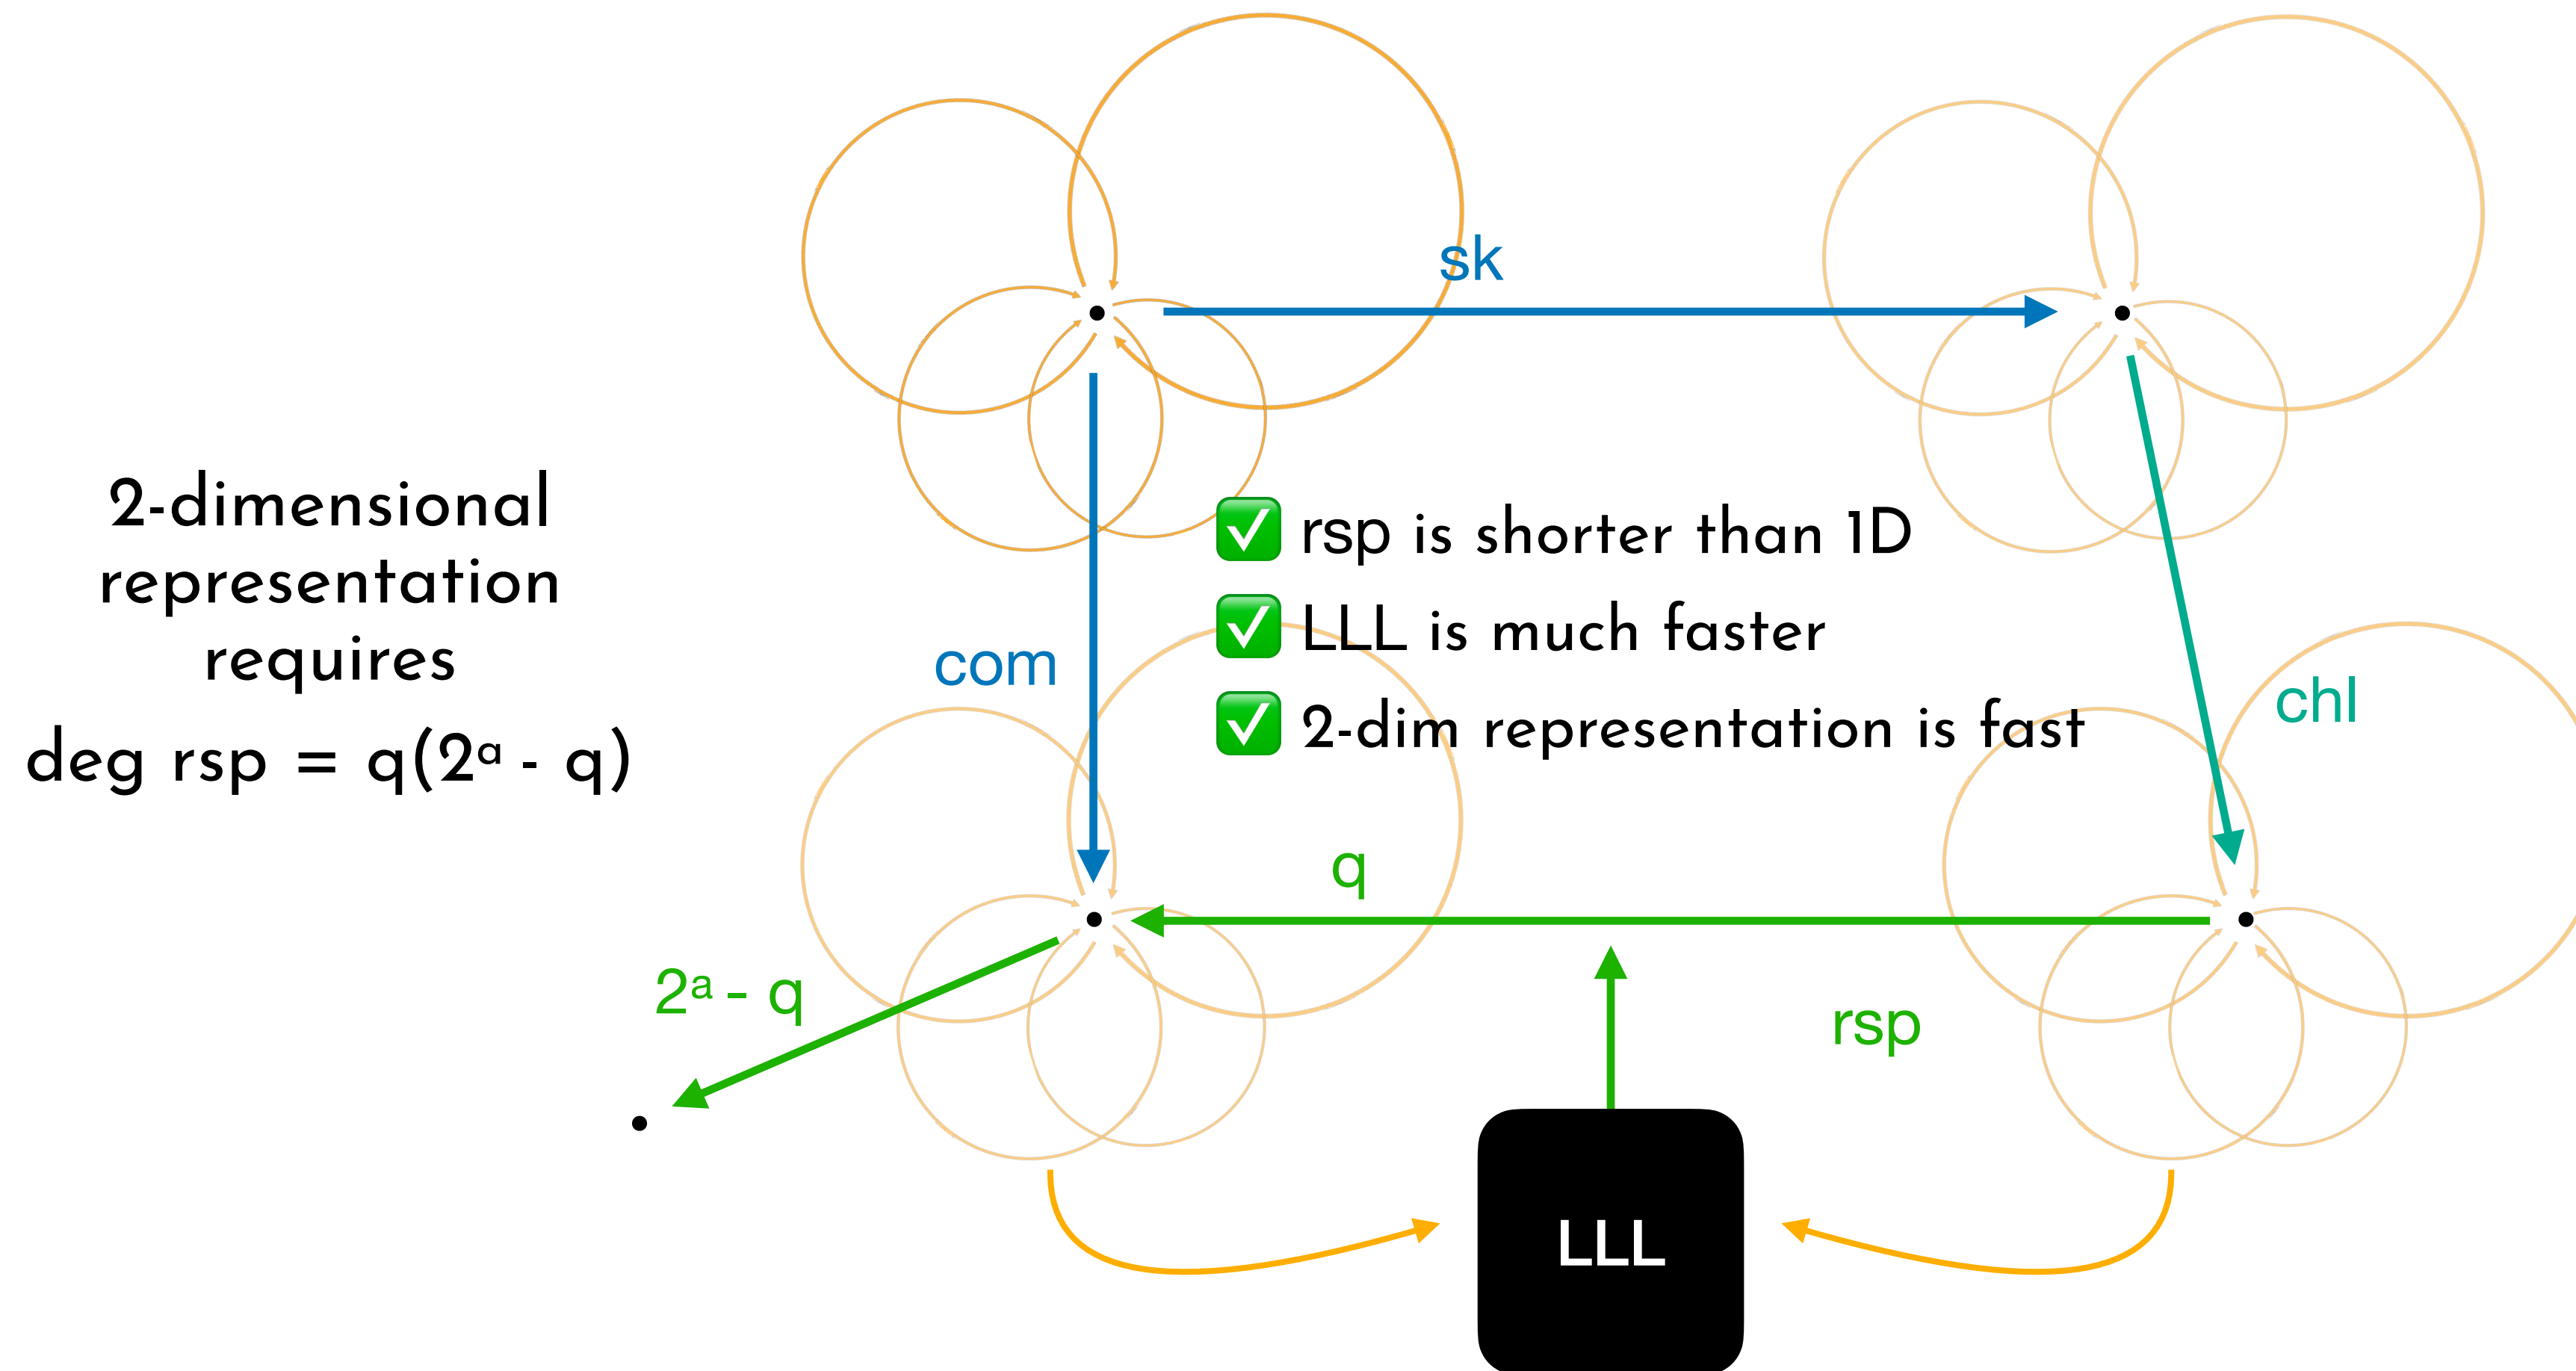 sk
2-dimensional
representation
requires
deg rsp = q(2ᵃ - q)
✅ rsp is shorter than 1D
✅ LLL is much faster
✅ 2-dim representation is fast
com
chl
q
2ᵃ - q
rsp
LLL